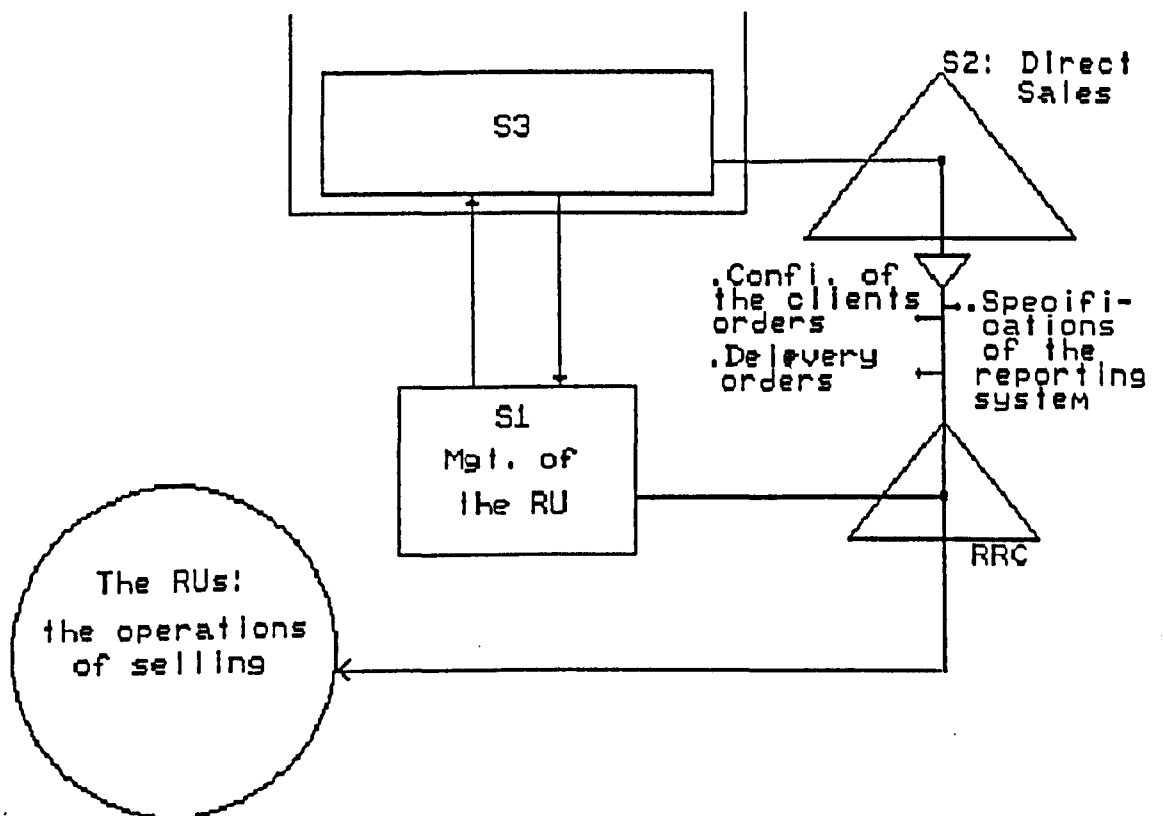 S3
S2: Direct
Sales
.Confi. of
the clients
orders
.Delevery
orders
.Specifi-
cations
of the
reporting
system
S1
Mgt. of
the RU
RRC
The RUs:
the operations
of selling